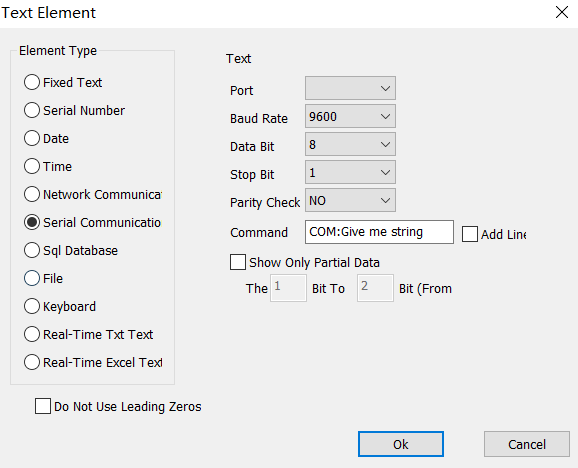 Text Element
Element Type
Fixed Text
Serial Number
Date
Time
Network Communica
Serial Communicatio
Sql Database
File
Keyboard
Real-Time Txt Text
Real-Time Excel Text
Do Not Use Leading Zeros
Text
Port
Baud Rate 9600
Data Bit 8
Stop Bit 1
Parity Check NO
Command COM:Give me string Add Line
Show Only Partial Data
The 1 Bit To 2 Bit (From
Ok Cancel